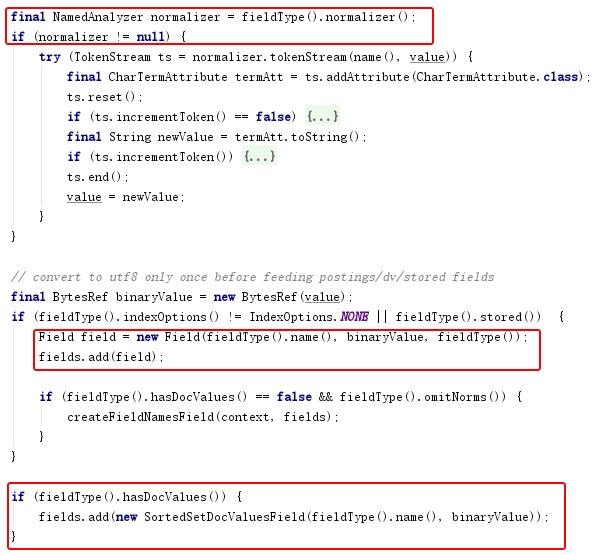 final NamedAnalyzer normalizer = fieldType().normalizer();
if (normalizer != null) {
try (TokenStream ts = normalizer.tokenStream(name(), value)) {
final CharTermAttribute termAtt = ts.addAttribute(CharTermAttribute.class);
ts.reset();
if (ts.incrementToken() == false) {...}
final String newValue = termAtt.toString();
if (ts.incrementToken()) {...}
ts.end();
value = newValue;
}
}
// convert to utf8 only once before feeding postings/dv/stored fields
final BytesRef binaryValue = new BytesRef(value);
if (fieldType().indexOptions() != IndexOptions.NONE || fieldType().stored()) {
Field field = new Field(fieldType().name(), binaryValue, fieldType());
fields.add(field);
if (fieldType().hasDocValues() == false && fieldType().omitNorms()) {
createFieldNamesField(context, fields);
}
}
if (fieldType().hasDocValues()) {
fields.add(new SortedSetDocValuesField(fieldType().name(), binaryValue));
}